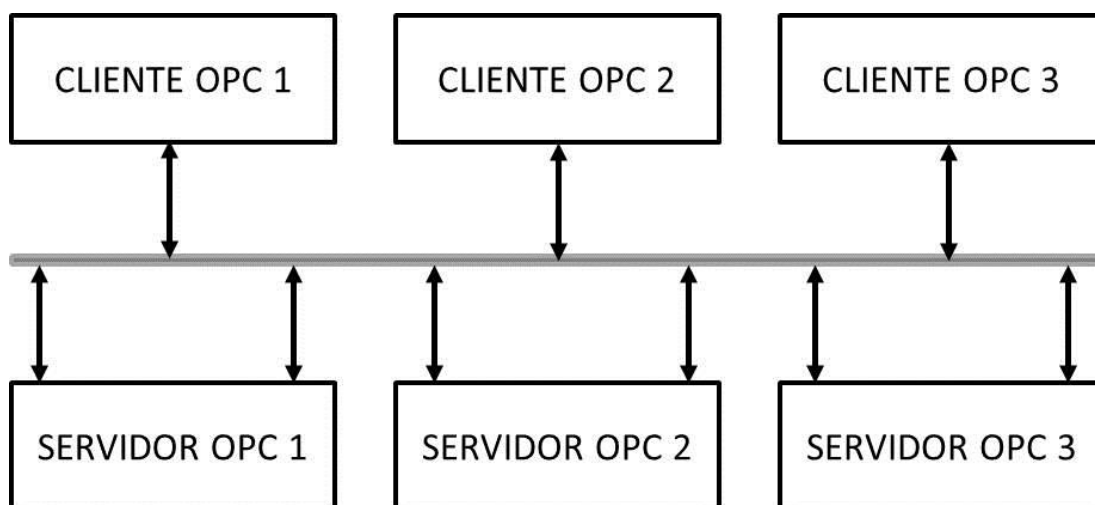 CLIENTE OPC 1
CLIENTE OPC 2
CLIENTE OPC 3
SERVIDOR OPC 1
SERVIDOR OPC 2
SERVIDOR OPC 3